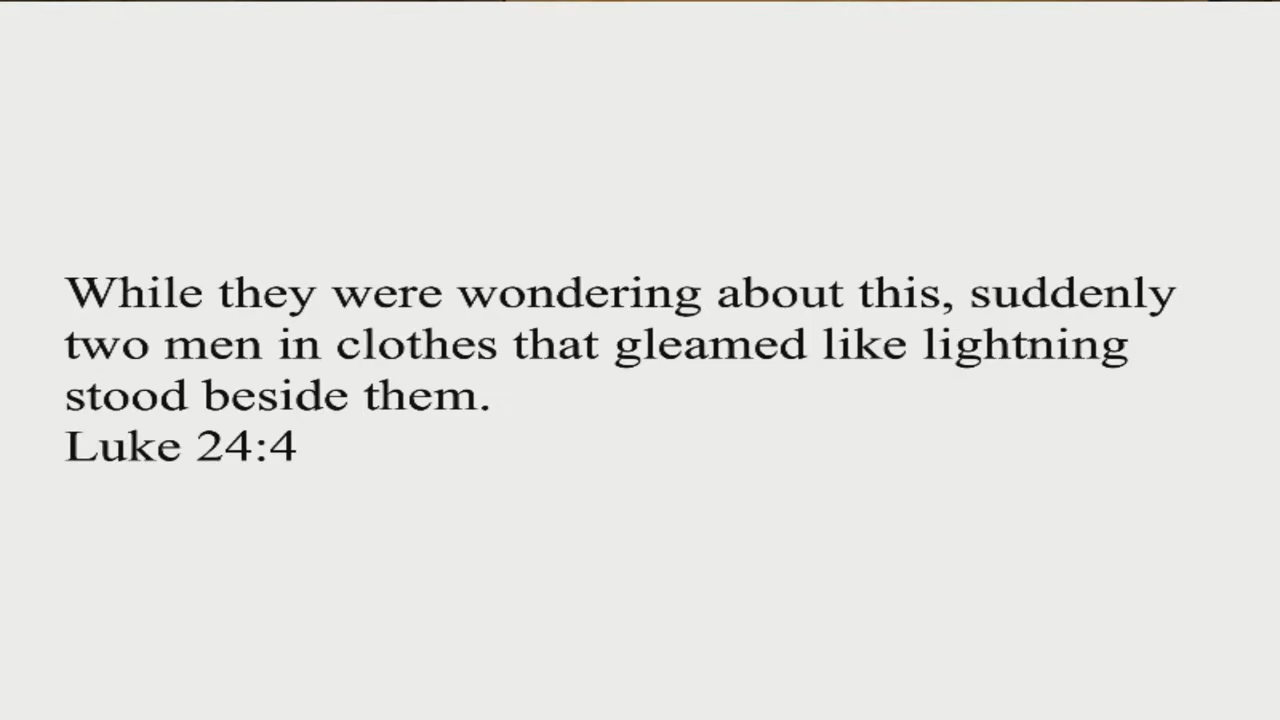 While they were wondering about this, suddenly
two men in clothes that gleamed like lightning
stood beside them.
Luke 24:4